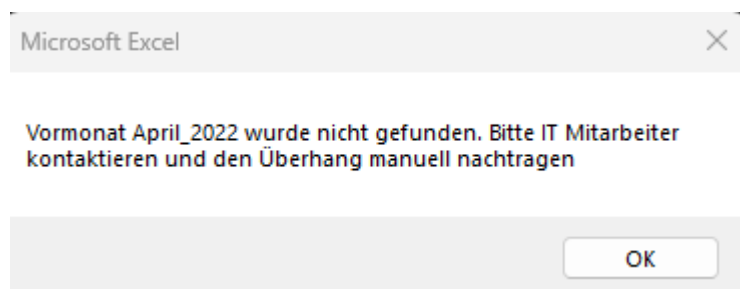 Microsoft Excel
Vormonat April_2022 wurde nicht gefunden. Bitte IT Mitarbeiter
kontaktieren und den Überhang manuell nachtragen
OK